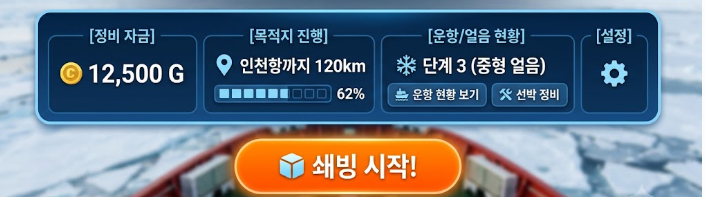 [정비 자금]
C 12,500 G
[목적지 진행]
인천항까지 120km
62%
[운항/얼음 현황]
단계 3 (중형 얼음)
운항 현황 보기
선박 정비
[설정]
쇄빙 시작!